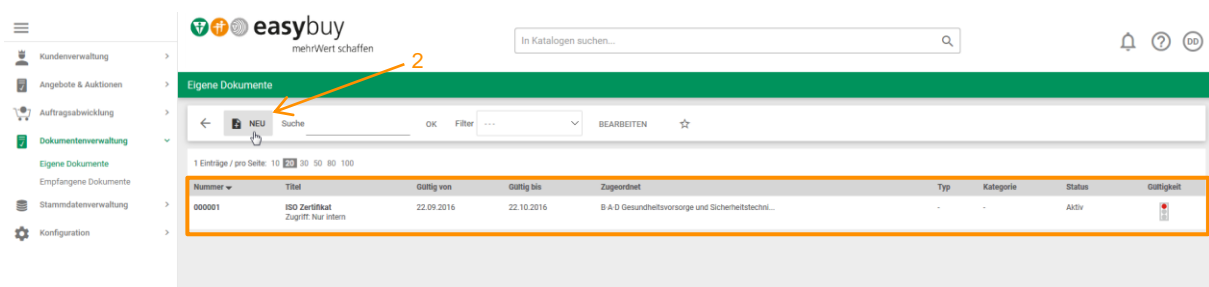 easybuy
mehrWert schaffen
In Katalogen suchen...
DD
Kundenverwaltung
Angebote & Auktionen
Auftragsabwicklung
Dokumentenverwaltung
Eigene Dokumente
Empfangene Dokumente
Stammdatenverwaltung
Konfiguration
2
Eigene Dokumente
NEU Suche OK Filter --- BEARBEITEN
1 Einträge / pro Seite: 10 20 30 50 80 100
Nummer Titel Gültig von Gültig bis Zugeordnet Typ Kategorie Status Gültigkeit
000001 ISO Zertifikat 22.09.2016 22.10.2016 B·A·D Gesundheitsvorsorge und Sicherheitstechni... - - Aktiv
Zugriff: Nur intern